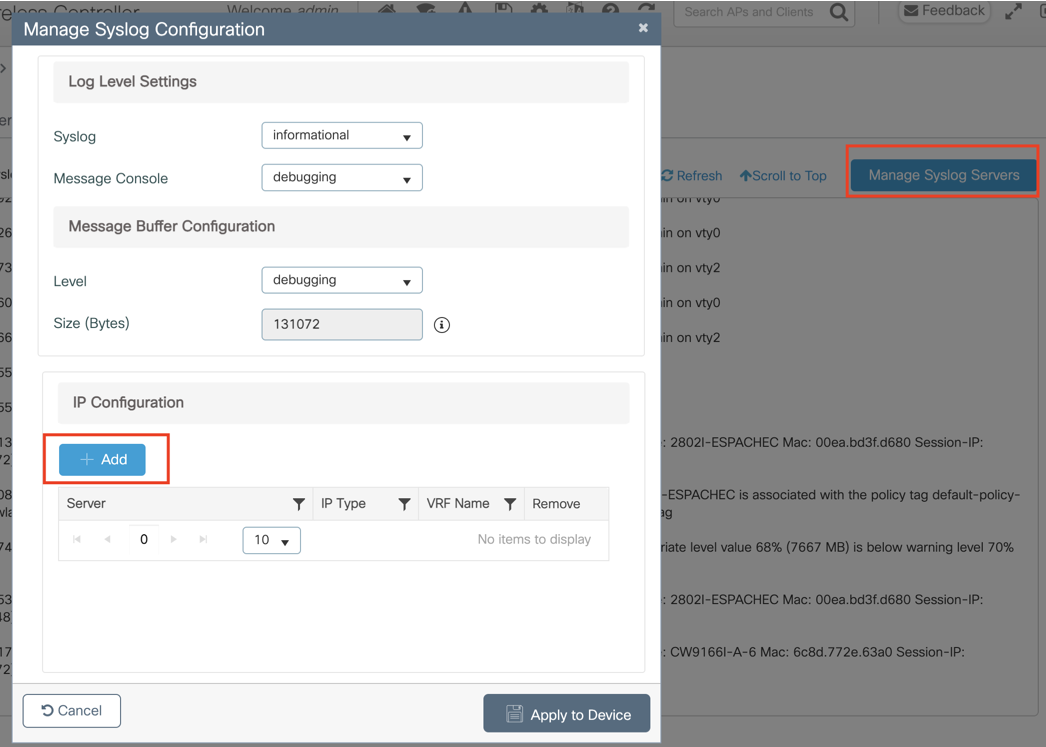 Welcome admin
Search APs and Clients
Feedback
Manage Syslog Configuration
Log Level Settings
Syslog
informational
Message Console
debugging
Refresh
Scroll to Top
Manage Syslog Servers
Message Buffer Configuration
in on vty0
in on vty2
Level
debugging
in on vty0
Size (Bytes)
131072
in on vty2
IP Configuration
Add
: 2802I-ESPACHEC Mac: 00ea.bd3f.d680 Session-IP:
Server
IP Type
VRF Name
Remove
-ESPACHEC is associated with the policy tag default-policy-
0
10
No items to display
riate level value 68% (7667 MB) is below warning level 70%
: 2802I-ESPACHEC Mac: 00ea.bd3f.d680 Session-IP:
: CW9166I-A-6 Mac: 6c8d.772e.63a0 Session-IP:
Cancel
Apply to Device